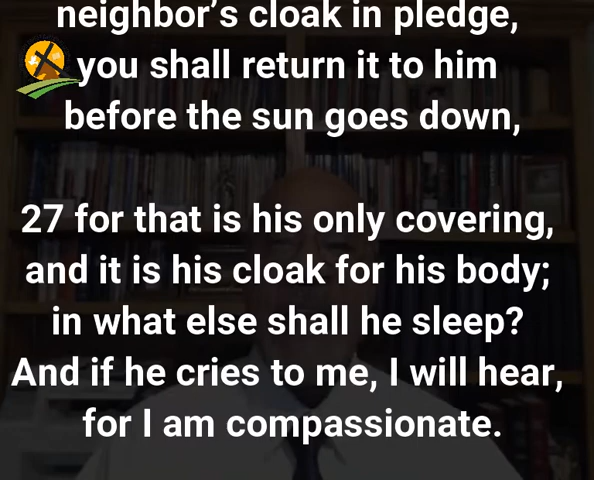 neighbor's cloak in pledge,
you shall return it to him
before the sun goes down,
27 for that is his only covering,
and it is his cloak for his body;
in what else shall he sleep?
And if he cries to me, I will hear,
for I am compassionate.